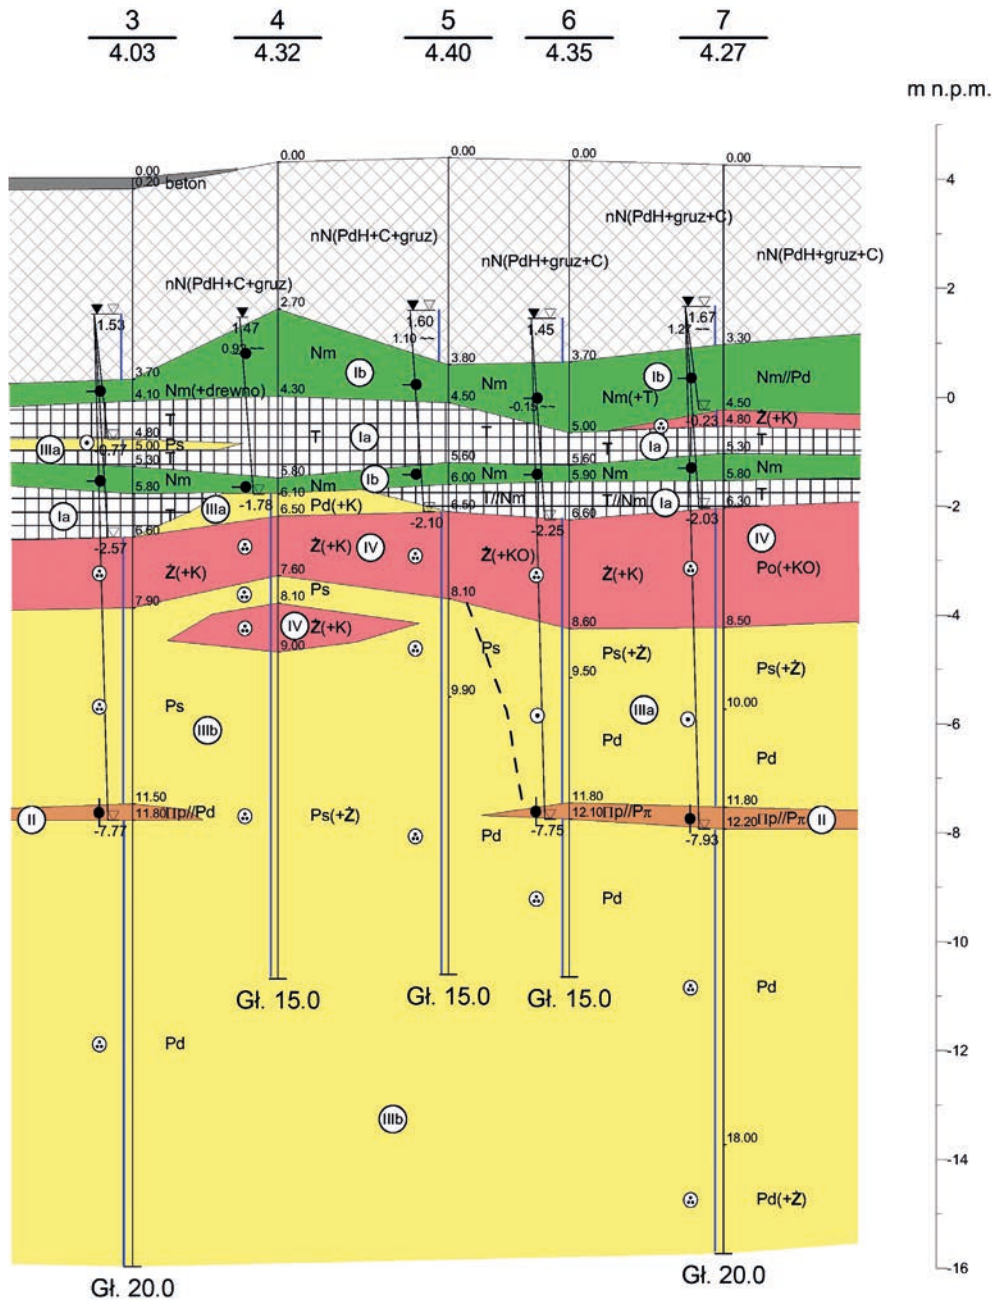 3 4 5 6 7
4.03 4.32 4.40 4.35 4.27
m n.p.m.
0.00 0.00 0.00 0.00
0.00
0.20 beton
4
nN(PdH+gruz+C)
nN(PdH+C+gruz)
nN(PdH+gruz+C)
nN(PdH+gruz+C)
nN(PdH+C+gruz)
2
2.70
1.53 1.47 1.60 1.45 1.67
0.92 ~~ 1.10 ~~ 1.27 ~~
3.30
Nm Ib 3.80 3.70
3.70 Nm Ib Nm//Pd
4.10 Nm(+drewno) 4.30 4.50 Nm(+T) 0
-0.15 ~~ 4.50
T -0.23 4.80 Ż(+K)
4.80 T Ia T 5.00
IIIa -0.77 5.00 Ps T Ia 5.30 T
5.30 T 5.60 5.60
Nm 5.80 Nm Ib 6.00 Nm 5.90 Nm 5.80 Nm
5.80 6.10 T//Nm T//Nm Ia 6.30 T
Ia T IIIa -1.78 6.50 Pd(+K) 6.50 -2
6.60 -2.10 -2.25 6.60 -2.03
-2.57 Ż(+K) IV Ż(+KO) Ż(+K) IV
Ż(+K) 7.60 Po(+KO)
7.90 Ps 8.10
8.10 -4
IV Ż(+K) 8.60 8.50
9.00 Ps Ps(+Ż) Ps(+Ż)
9.50
9.90 10.00
Ps IIIb IIIa -6
Pd Pd
11.50 11.80 11.80
II 11.80 Πp//Pd Ps(+Ż) 12.10 Πp//Pπ 12.20 Πp//Pπ II
-7.77 Pd -7.75 -7.93 -8
Pd
-10
Gł. 15.0 Gł. 15.0 Gł. 15.0 Pd
Pd
-12
IIIb
18.00 -14
Pd(+Ż)
-16
Gł. 20.0 Gł. 20.0